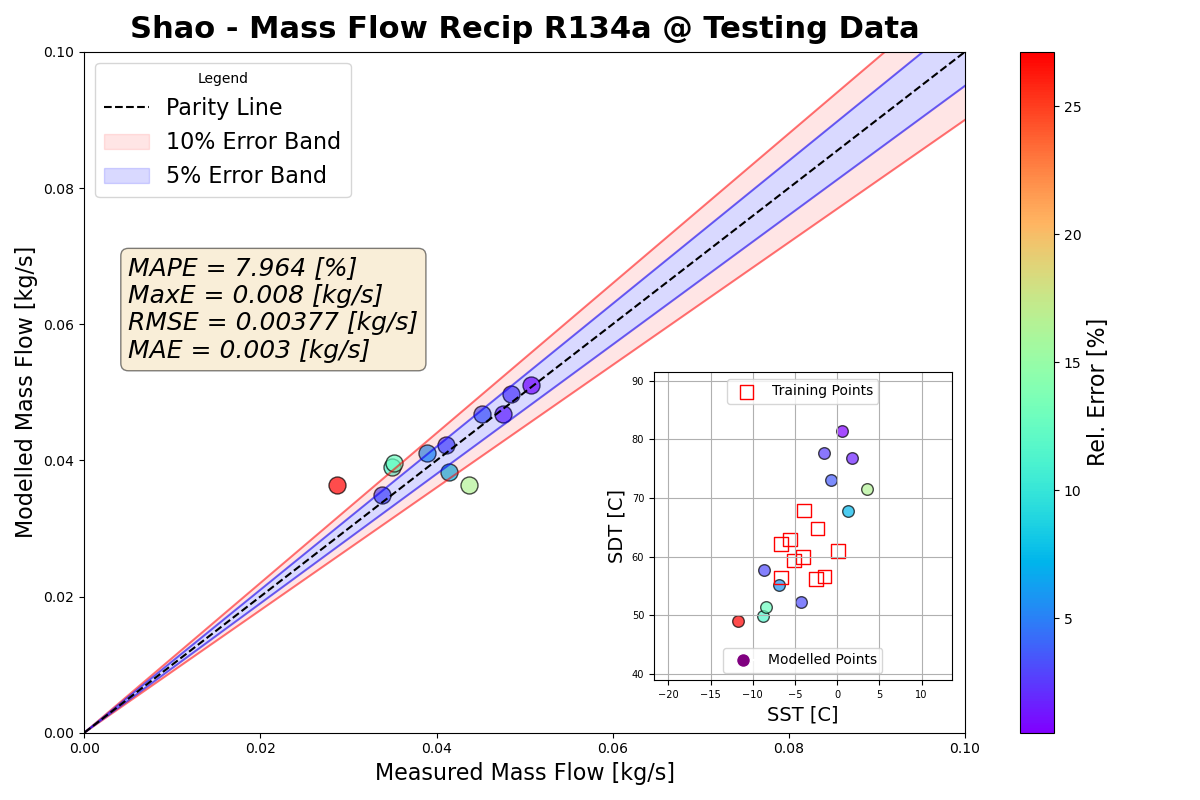 Shao - Mass Flow Recip R134a @ Testing Data
Legend
Parity Line
10% Error Band
5% Error Band
MAPE = 7.964 [%]
MaxE = 0.008 [kg/s]
RMSE = 0.00377 [kg/s]
MAE = 0.003 [kg/s]
Modelled Mass Flow [kg/s]
0.10
0.08
0.06
0.04
0.02
0.00
0.00 0.02 0.04 0.06 0.08 0.10
Measured Mass Flow [kg/s]
Training Points
Modelled Points
SDT [C]
90
80
70
60
50
40
−20 −15 −10 −5 0 5 10
SST [C]
25
20
15
10
5
Rel. Error [%]